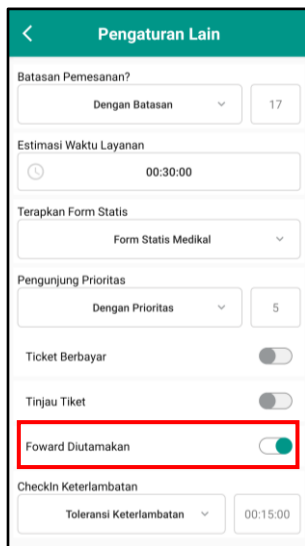 Pengaturan Lain
Batasan Pemesanan?
Dengan Batasan 17
Estimasi Waktu Layanan
00:30:00
Terapkan Form Statis
Form Statis Medikal
Pengunjung Prioritas
Dengan Prioritas 5
Ticket Berbayar
Tinjau Tiket
Foward Diutamakan
CheckIn Keterlambatan
Toleransi Keterlambatan 00:15:00